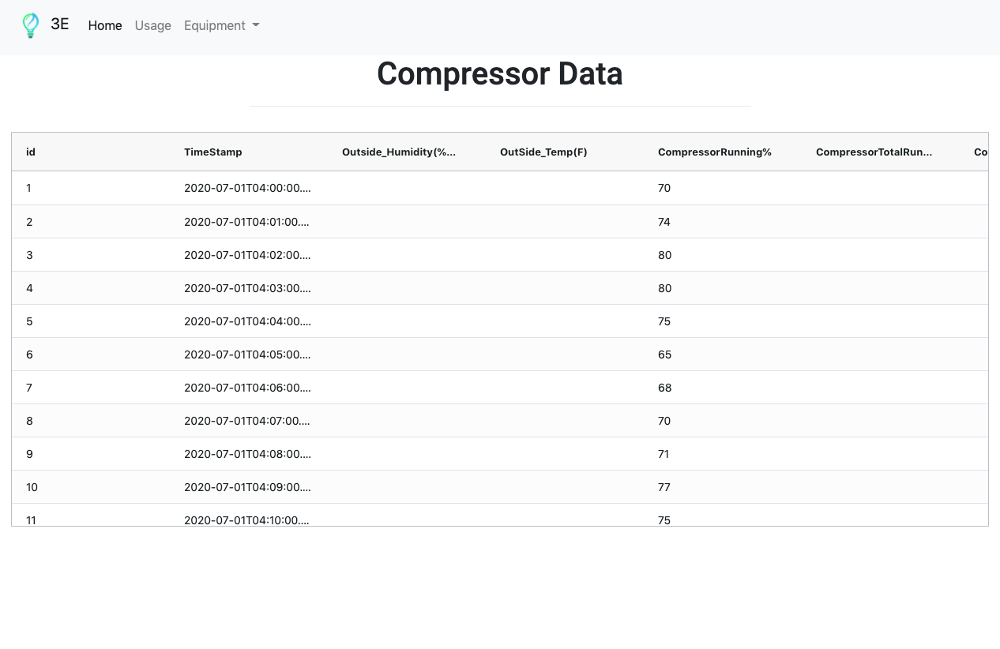 3E Home Usage Equipment
Compressor Data
id TimeStamp Outside_Humidity(%... OutSide_Temp(F) CompressorRunning% CompressorTotalRun... Co
1 2020-07-01T04:00:00.... 70
2 2020-07-01T04:01:00.... 74
3 2020-07-01T04:02:00.... 80
4 2020-07-01T04:03:00.... 80
5 2020-07-01T04:04:00.... 75
6 2020-07-01T04:05:00.... 65
7 2020-07-01T04:06:00.... 68
8 2020-07-01T04:07:00.... 70
9 2020-07-01T04:08:00.... 71
10 2020-07-01T04:09:00.... 77
11 2020-07-01T04:10:00.... 75